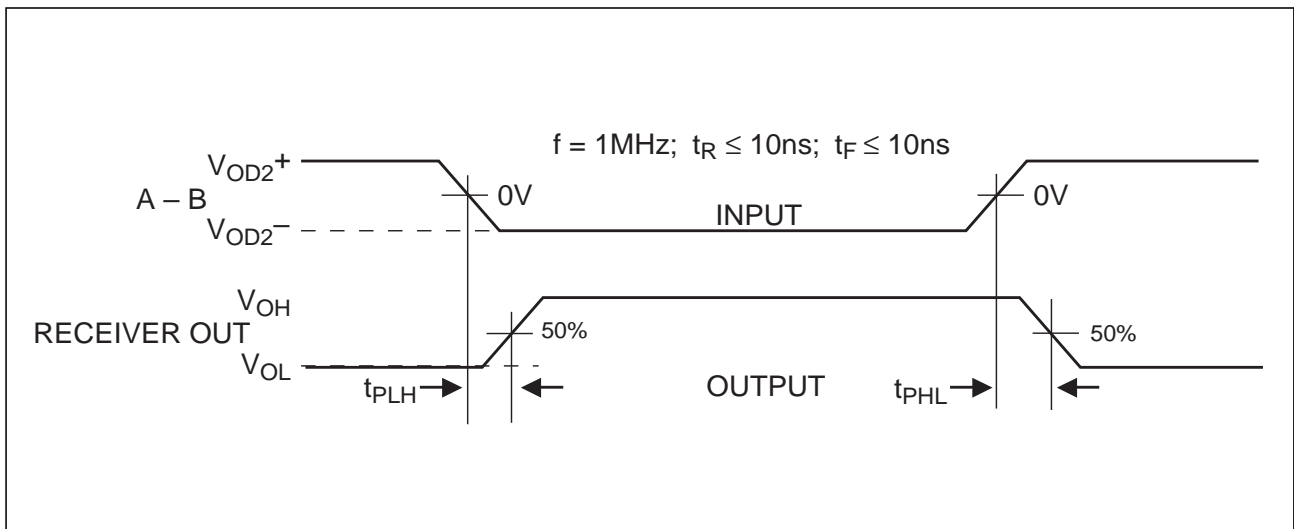 f = 1MHz; tR ≤ 10ns; tF ≤ 10ns
VOD2+
A – B
0V
0V
INPUT
VOD2–
VOH
RECEIVER OUT
50%
50%
VOL
tPLH
OUTPUT
tPHL